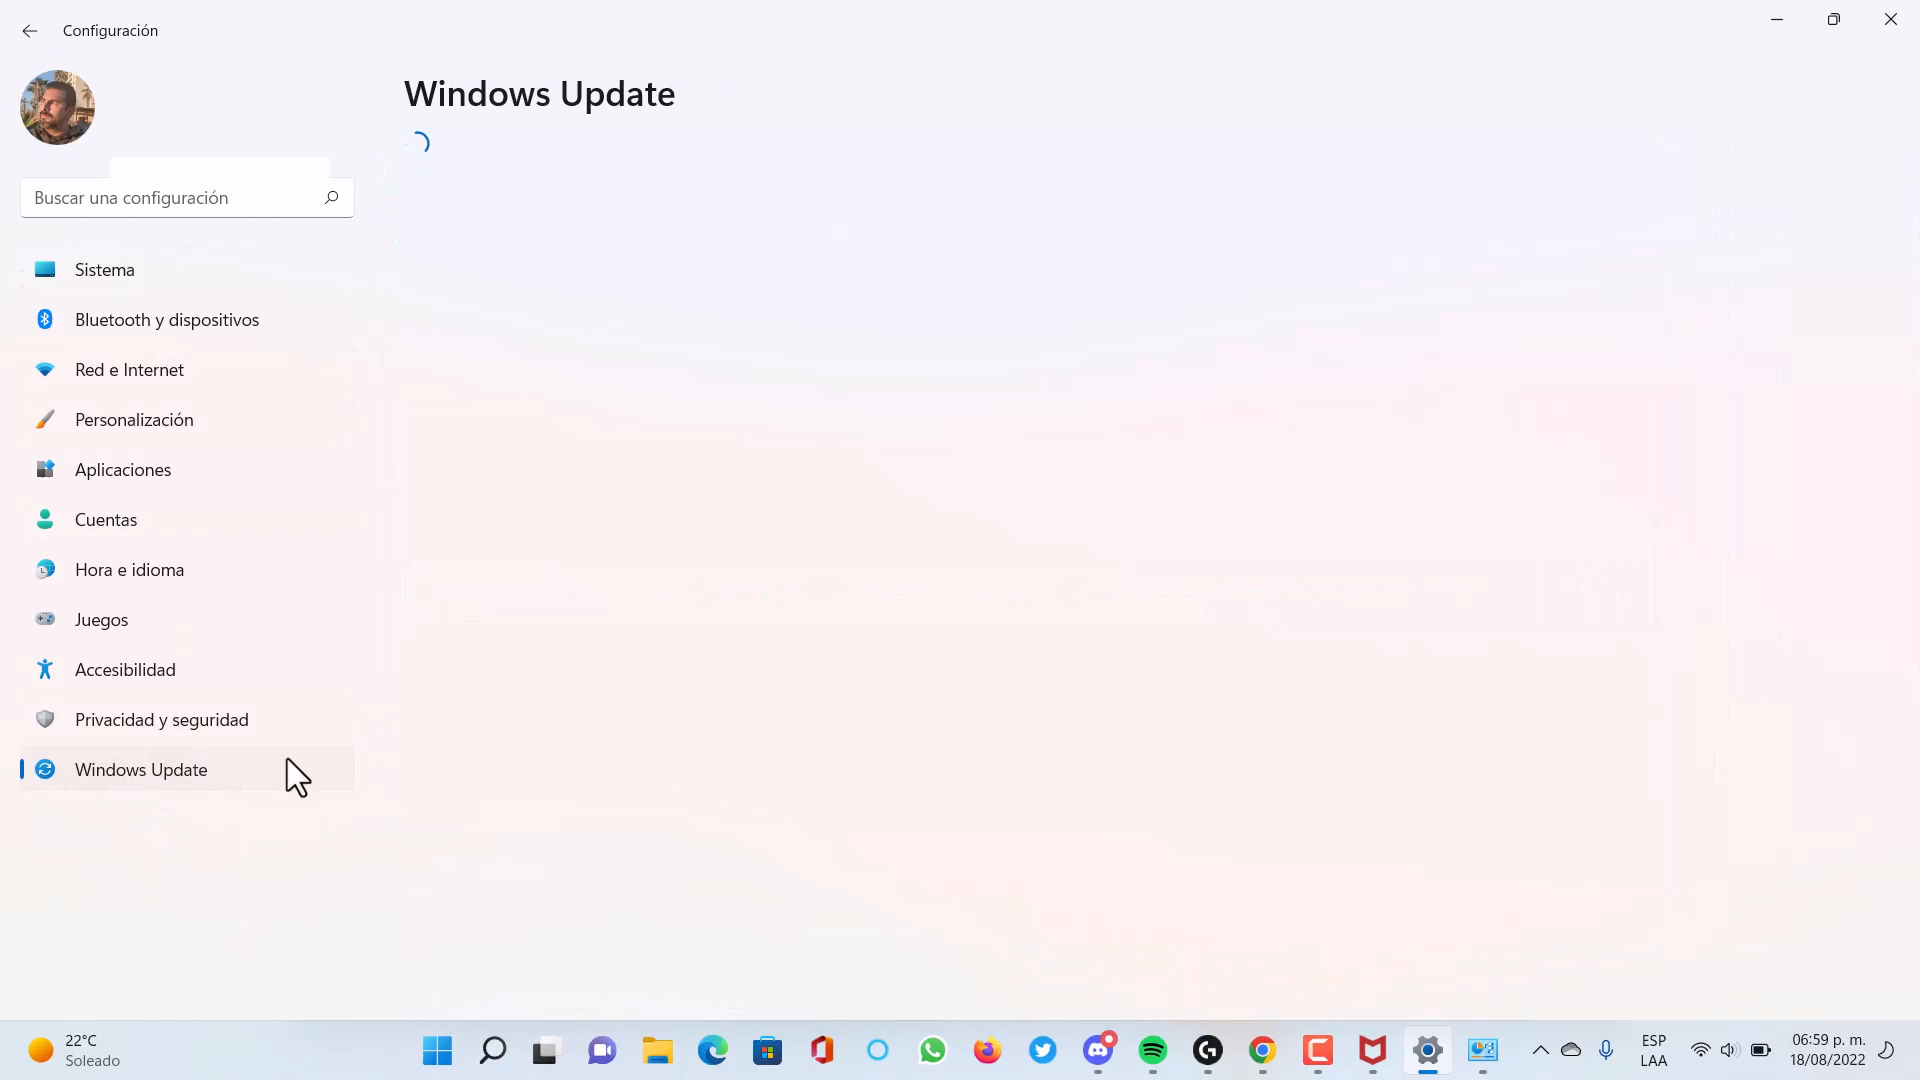 Configuración
Windows Update
Buscar una configuración
Sistema
Bluetooth y dispositivos
Red e Internet
Personalización
Aplicaciones
Cuentas
Hora e idioma
Juegos
Accesibilidad
Privacidad y seguridad
Windows Update
22°C
Soleado
ESP
LAA
06:59 p. m.
18/08/2022